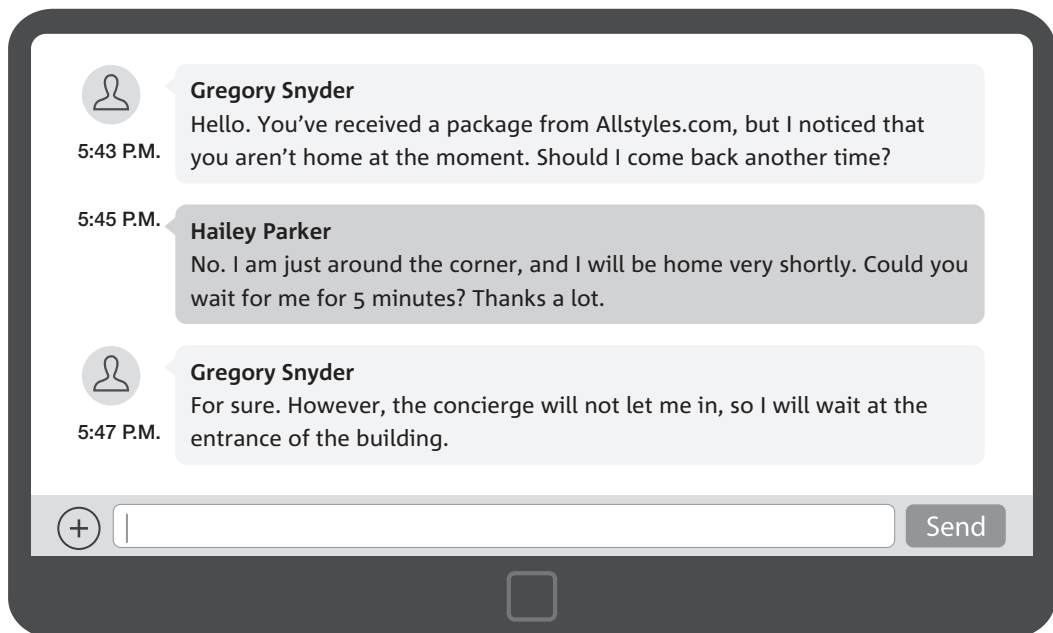 Gregory Snyder
Hello. You've received a package from Allstyles.com, but I noticed that
you aren't home at the moment. Should I come back another time?
5:43 P.M.
5:45 P.M.
Hailey Parker
No. I am just around the corner, and I will be home very shortly. Could you
wait for me for 5 minutes? Thanks a lot.
Gregory Snyder
For sure. However, the concierge will not let me in, so I will wait at the
entrance of the building.
5:47 P.M.
Send